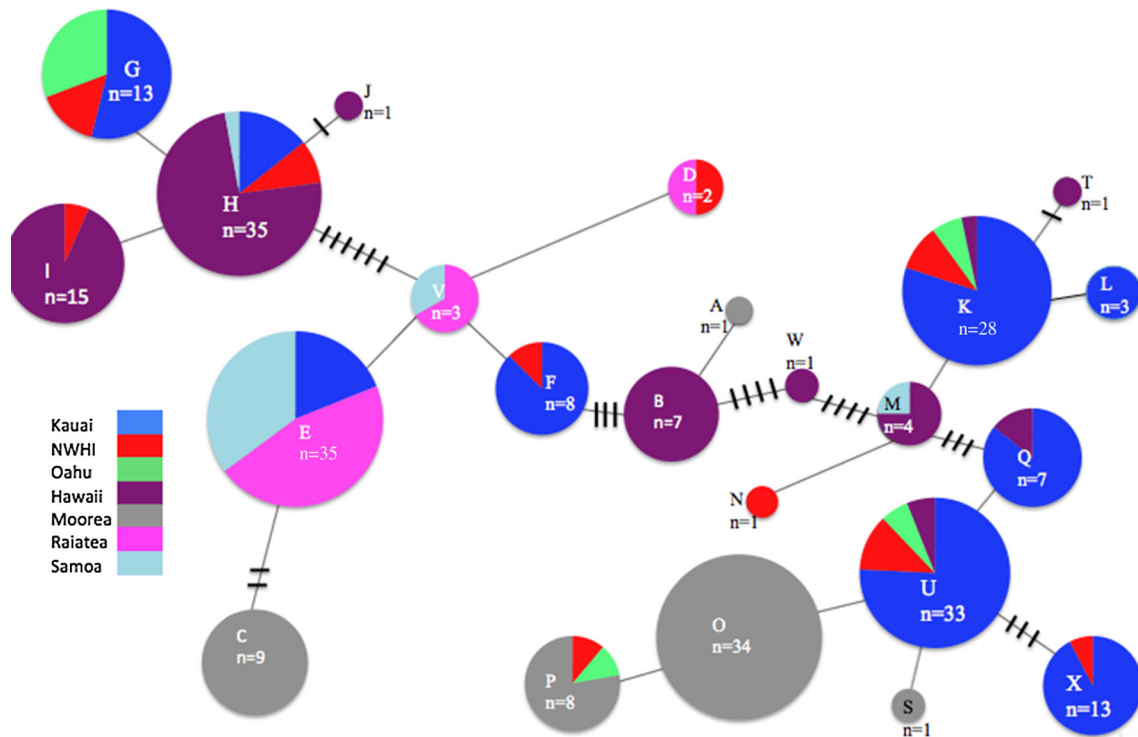 G
n=13
J
n=1
H
n=35
I
n=15
D
n=2
V
n=3
A
n=1
T
n=1
K
n=28
L
n=3
W
n=1
E
n=35
F
n=8
B
n=7
M
n=4
Q
n=7
N
n=1
Kauai
NWHI
Oahu
Hawaii
Moorea
Raiatea
Samoa
U
n=33
C
n=9
O
n=34
P
n=8
S
n=1
X
n=13